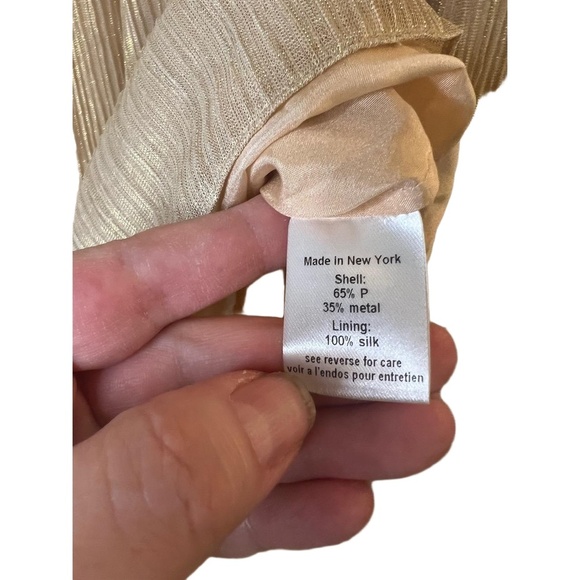 Made in New York
Shell:
65% P
35% metal
Lining:
100% silk
see reverse for care
voir a l'endos pour entretien